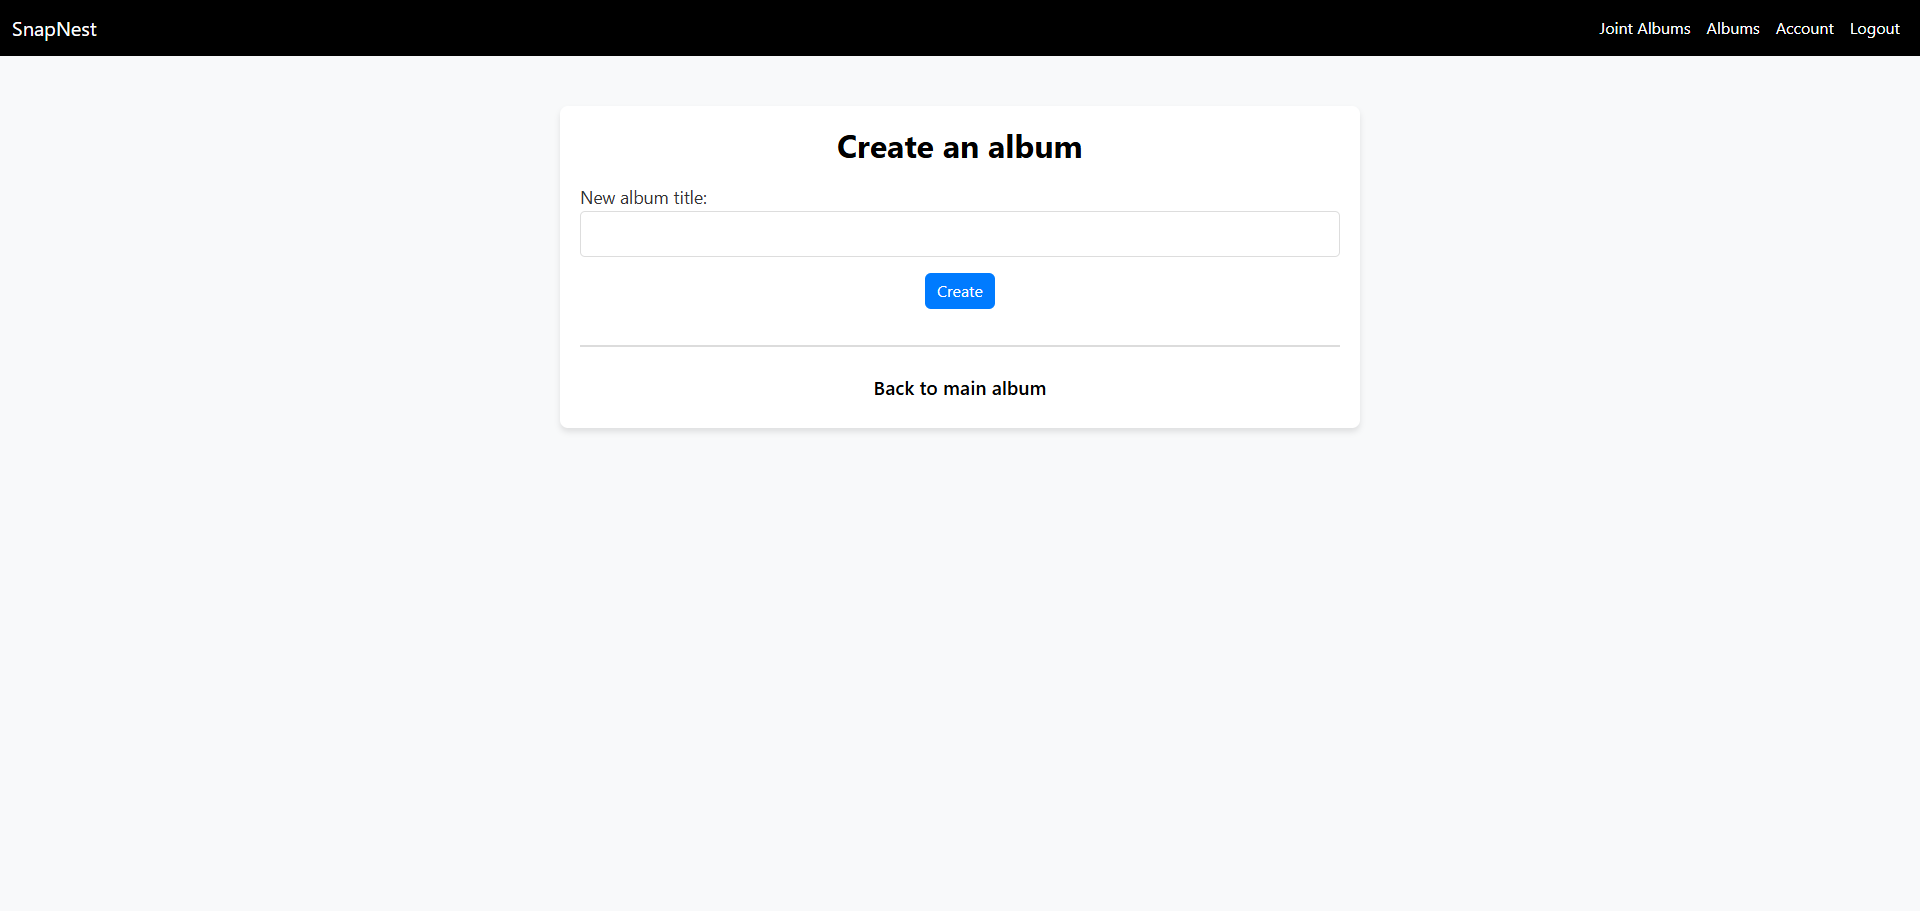 SnapNest
Joint Albums Albums Account Logout
Create an album
New album title:
Create
Back to main album